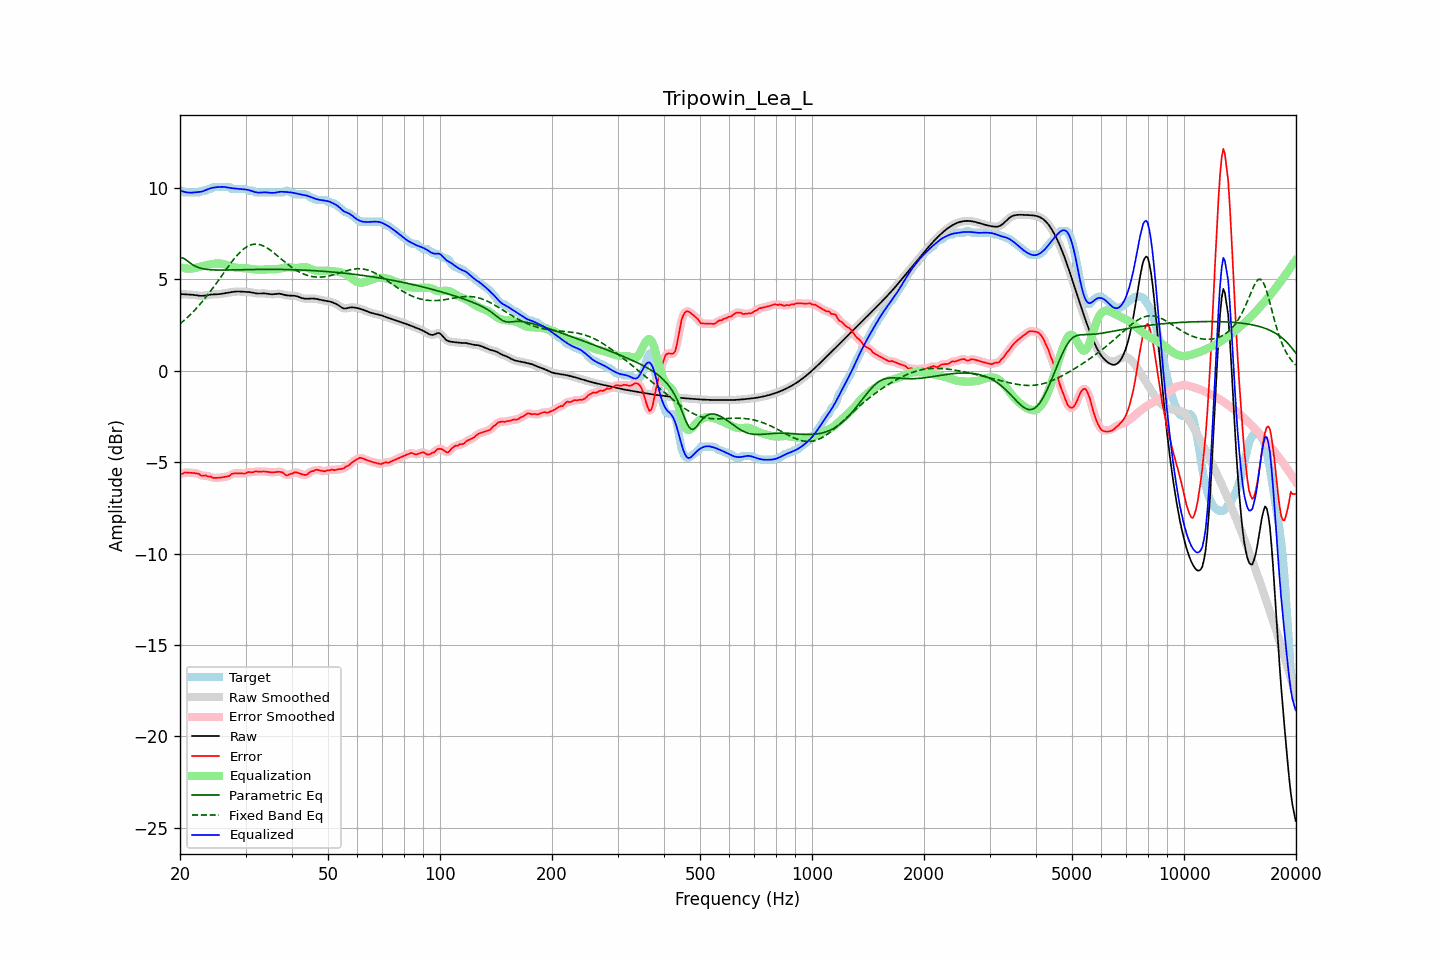 Tripowin_Lea_L
Amplitude (dBr)
10
5
0
−5
−10
−15
−20
−25
Target
Raw Smoothed
Error Smoothed
Raw
Error
Equalization
Parametric Eq
Fixed Band Eq
Equalized
20 50 100 200 500 1000 2000 5000 10000 20000
Frequency (Hz)